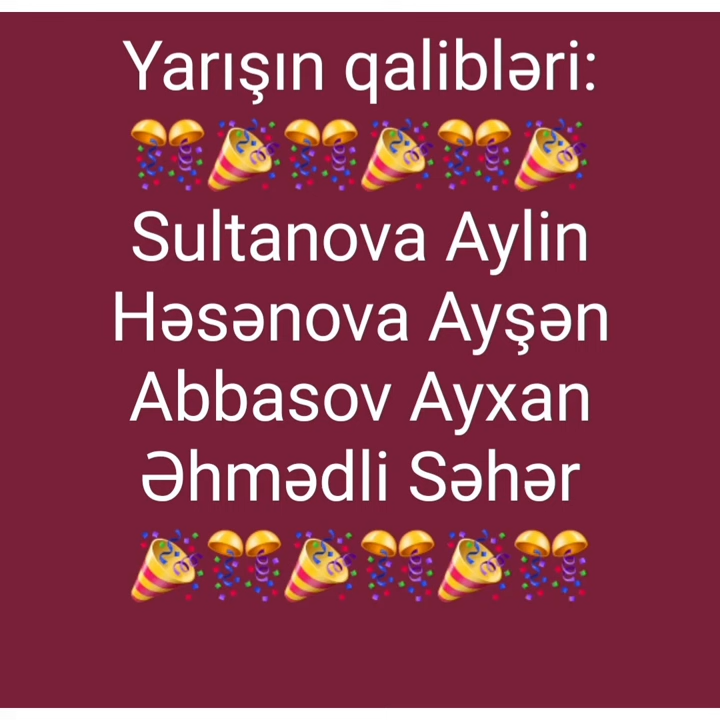 Yarışın qalibləri:
🎊🎉🎊🎉🎊🎉
Sultanova Aylin
Həsənova Ayşən
Abbasov Ayxan
Əhmədli Səhər
🎉🎊🎉🎊🎉🎊